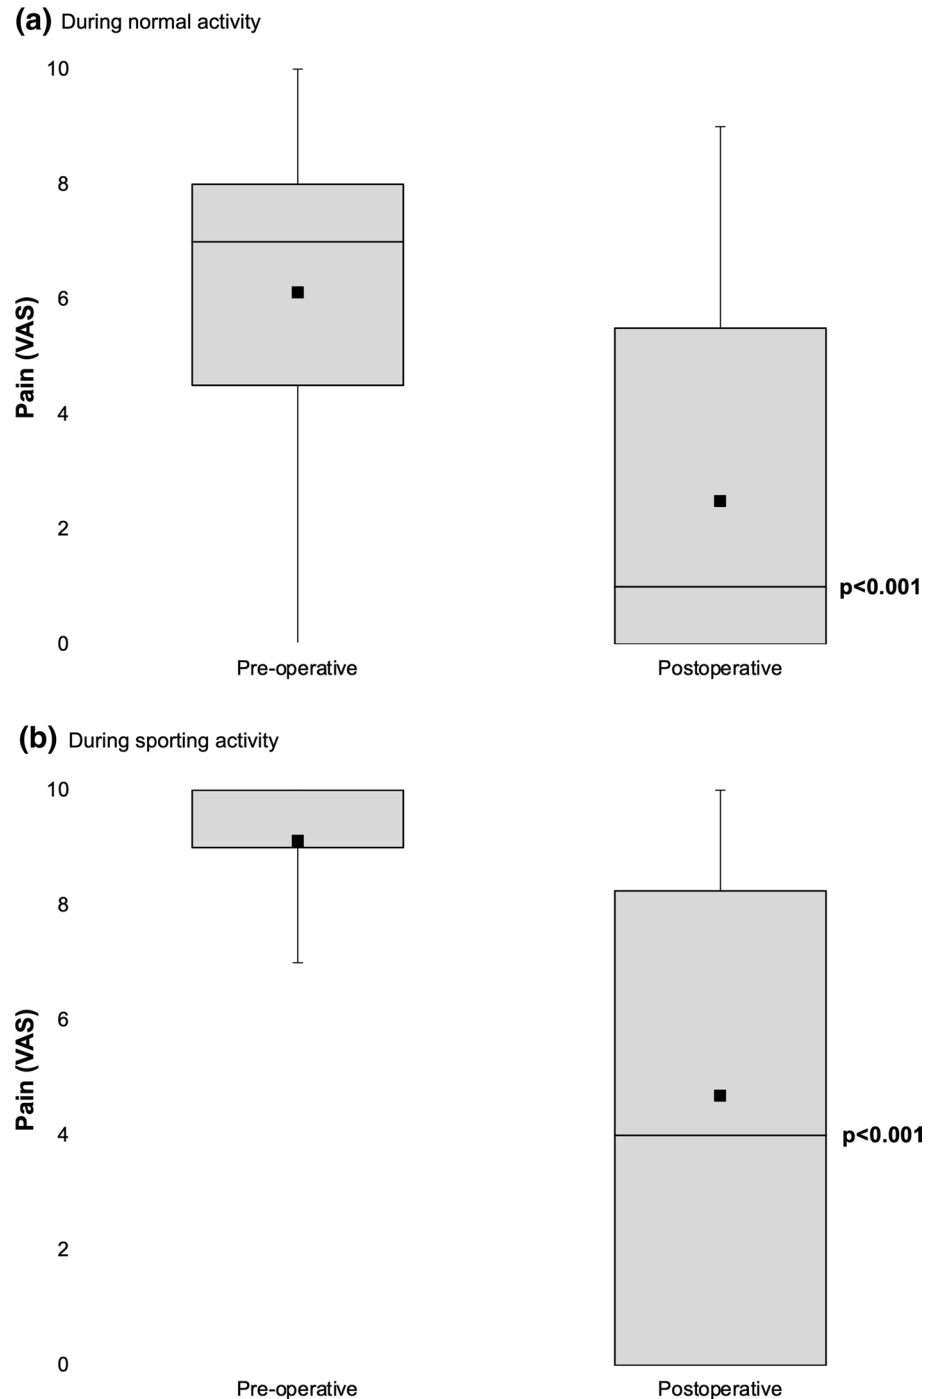 (a) During normal activity
10
8
6
4
2
0
Pain (VAS)
p<0.001
Pre-operative Postoperative
(b) During sporting activity
10
8
6
4
2
0
Pain (VAS)
p<0.001
Pre-operative Postoperative